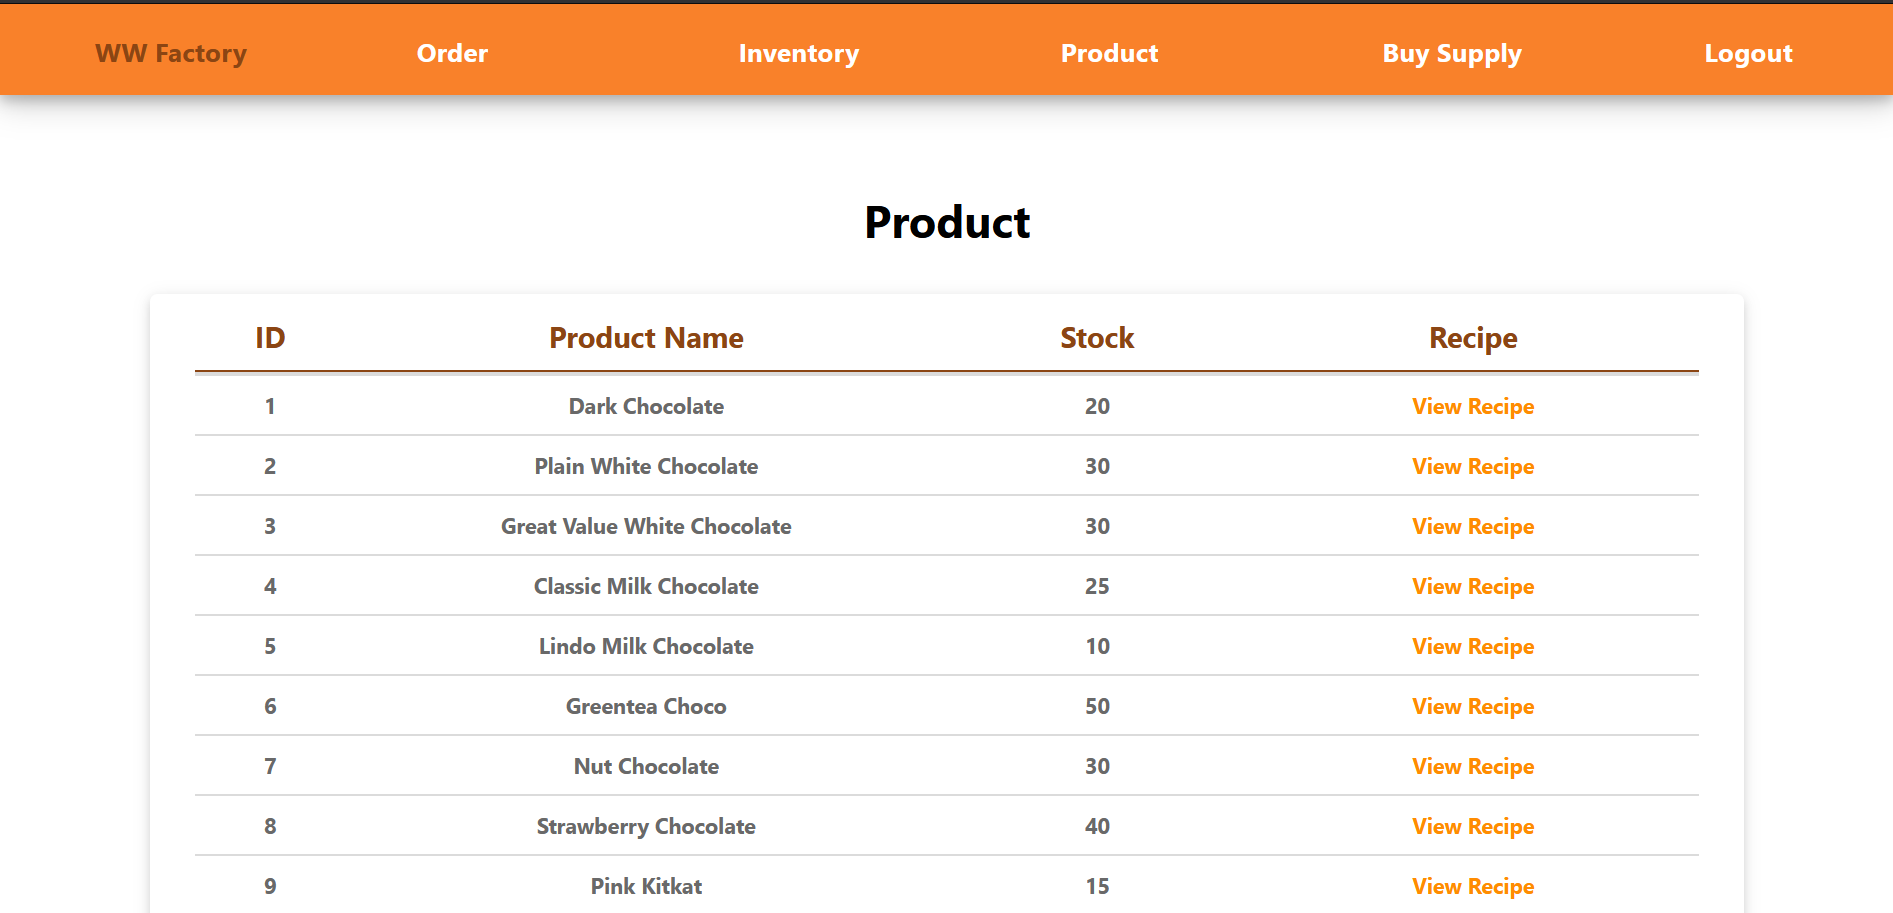 WW Factory Order Inventory Product Buy Supply Logout
Product
ID Product Name Stock Recipe
1 Dark Chocolate 20 View Recipe
2 Plain White Chocolate 30 View Recipe
3 Great Value White Chocolate 30 View Recipe
4 Classic Milk Chocolate 25 View Recipe
5 Lindo Milk Chocolate 10 View Recipe
6 Greentea Choco 50 View Recipe
7 Nut Chocolate 30 View Recipe
8 Strawberry Chocolate 40 View Recipe
9 Pink Kitkat 15 View Recipe